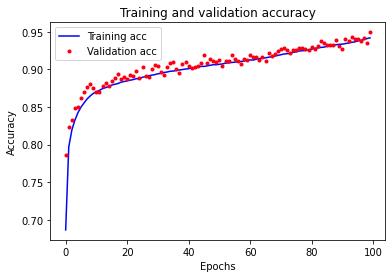 Training and validation accuracy
Training acc
Validation acc
Accuracy
0.95
0.90
0.85
0.80
0.75
0.70
0 20 40 60 80 100
Epochs